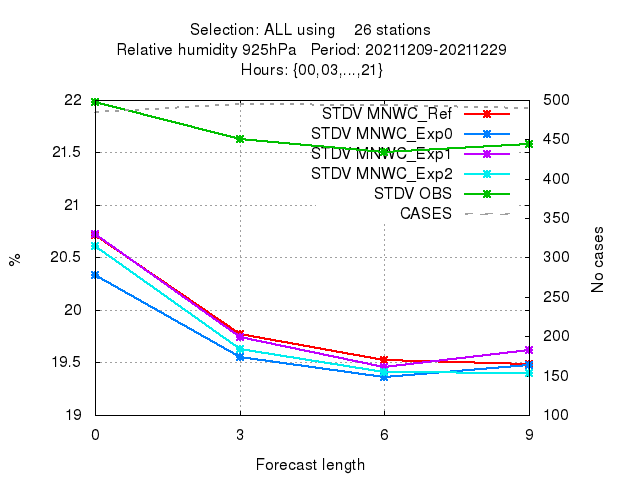 Selection: ALL using    26 stations
Relative humidity 925hPa   Period: 20211209-20211229
Hours: {00,03,...,21}
22
21.5
21
20.5
20
19.5
19
%
500
450
400
350
300
250
200
150
100
No cases
STDV MNWC_Ref
STDV MNWC_Exp0
STDV MNWC_Exp1
STDV MNWC_Exp2
STDV OBS
CASES
0 3 6 9
Forecast length